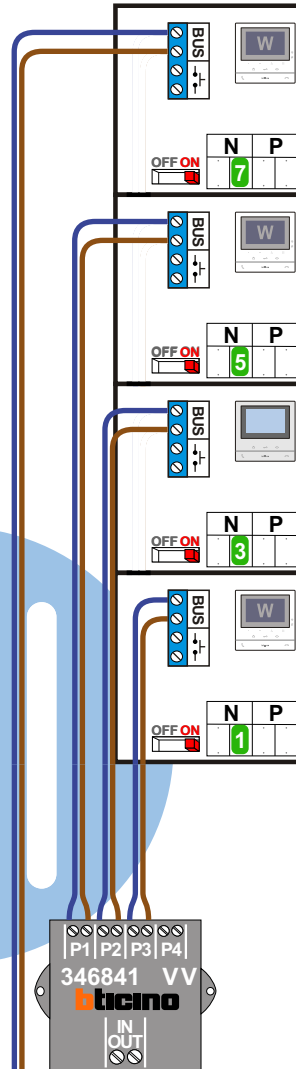 BUS
W
N P
OFF ON
7
BUS
W
N P
OFF ON
5
BUS
N P
OFF ON
3
BUS
W
N P
OFF ON
1
P1 P2 P3 P4
346841 VV
bticino
IN
OUT